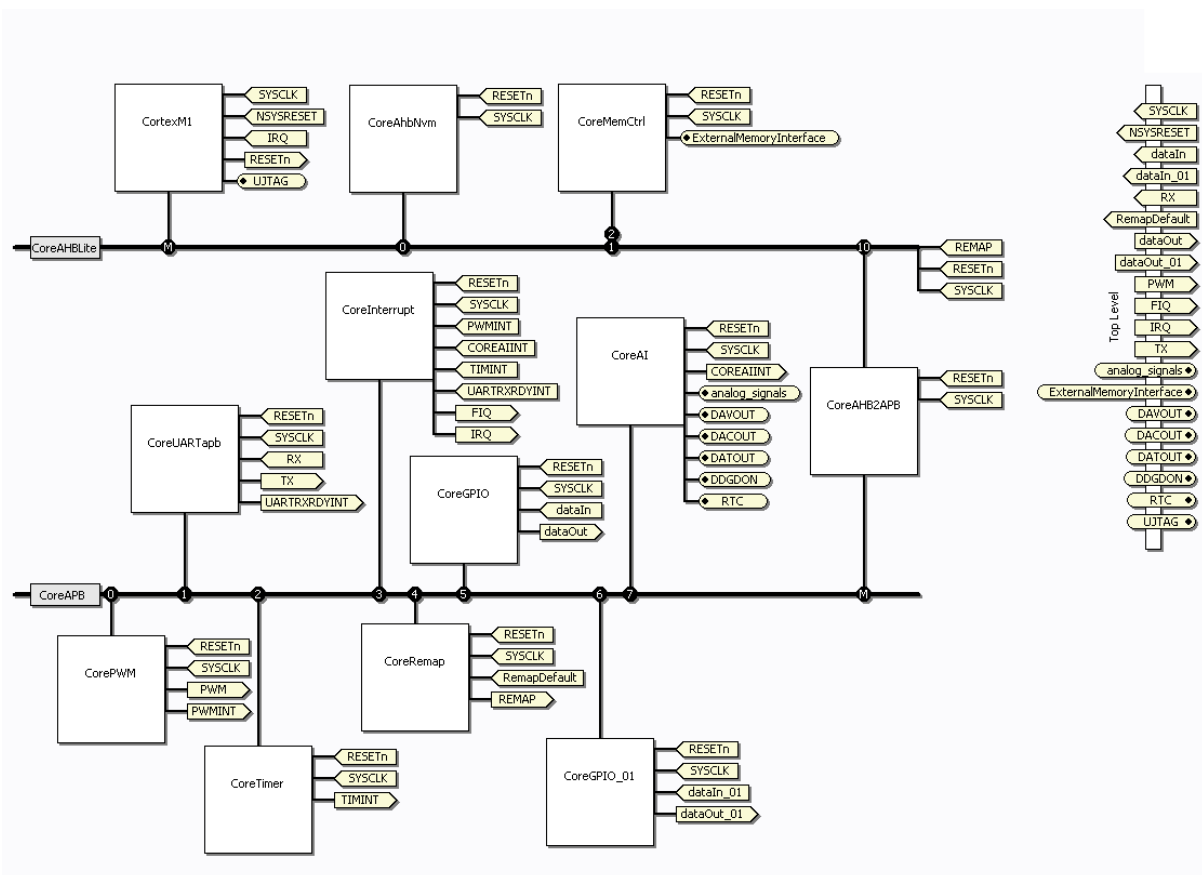 CortexM1
SYSCLK
NSYSRESET
IRQ
RESETn
UJTAG
CoreAhbNvm
RESETn
SYSCLK
CoreMemCtrl
RESETn
SYSCLK
ExternalMemoryInterface
CoreAHBLite
M
0
2
1
10
REMAP
RESETn
SYSCLK
CoreInterrupt
RESETn
SYSCLK
PWMINT
COREAIINT
TIMINT
UARTRXRDYINT
FIQ
IRQ
CoreAI
RESETn
SYSCLK
COREAIINT
analog_signals
DAVOUT
DACOUT
DATOUT
DDGDON
RTC
CoreAHB2APB
RESETn
SYSCLK
CoreUARTapb
RESETn
SYSCLK
RX
TX
UARTRXRDYINT
CoreGPIO
RESETn
SYSCLK
dataIn
dataOut
CoreAPB
0
1
2
3
4
5
6
7
M
CorePWM
RESETn
SYSCLK
PWM
PWMINT
CoreRemap
RESETn
SYSCLK
RemapDefault
REMAP
CoreTimer
RESETn
SYSCLK
TIMINT
CoreGPIO_01
RESETn
SYSCLK
dataIn_01
dataOut_01
Top Level
SYSCLK
NSYSRESET
dataIn
dataIn_01
RX
RemapDefault
dataOut
dataOut_01
PWM
FIQ
IRQ
TX
analog_signals
ExternalMemoryInterface
DAVOUT
DACOUT
DATOUT
DDGDON
RTC
UJTAG